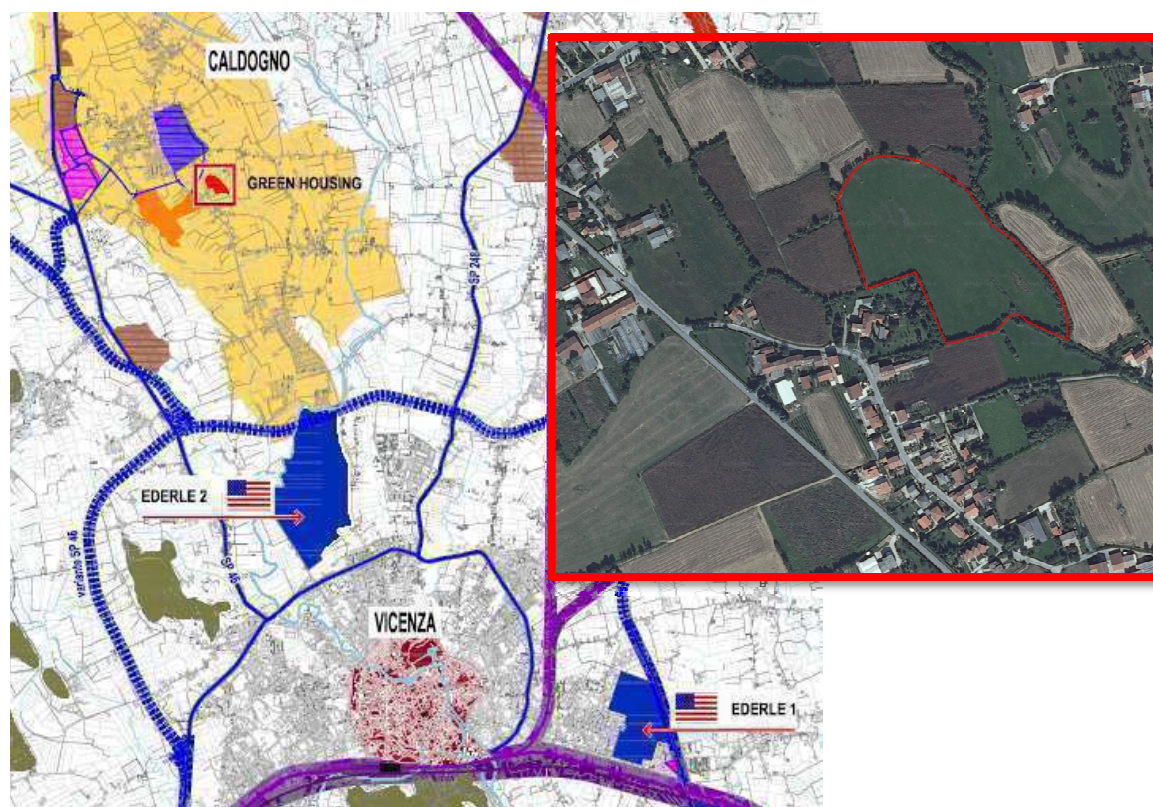 CALDOGNO
GREEN HOUSING
SP 248
EDERLE 2
variante SP 46
SP 46
VICENZA
EDERLE 1